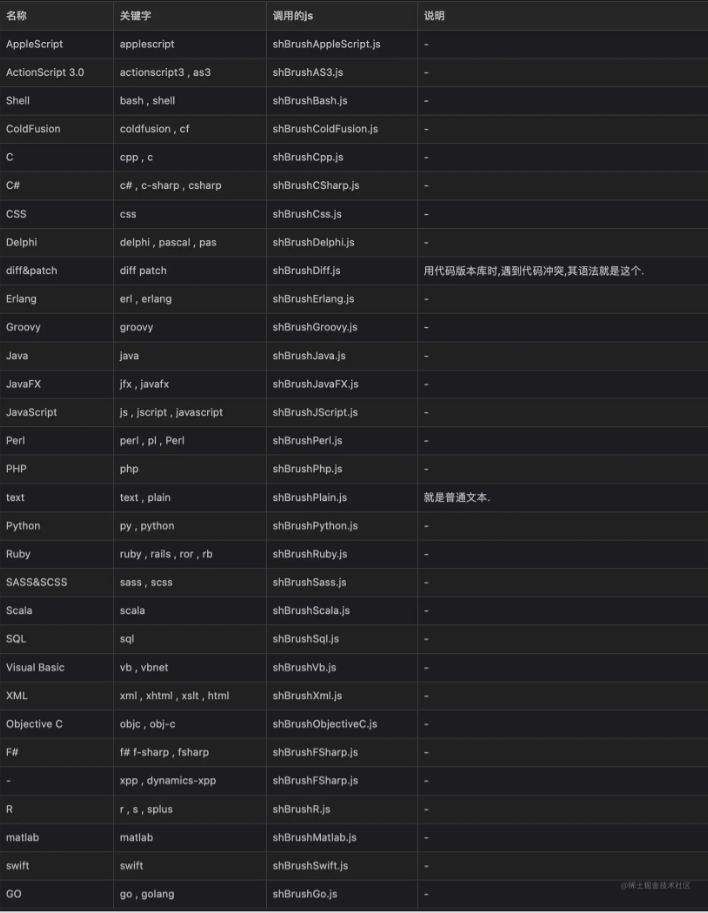 名称 关键字 调用的js 说明
AppleScript applescript shBrushAppleScript.js -
ActionScript 3.0 actionscript3 , as3 shBrushAS3.js -
Shell bash , shell shBrushBash.js -
ColdFusion coldfusion , cf shBrushColdFusion.js -
C cpp , c shBrushCpp.js -
C# c# , c-sharp , csharp shBrushCSharp.js -
CSS css shBrushCss.js -
Delphi delphi , pascal , pas shBrushDelphi.js -
diff&patch diff patch shBrushDiff.js 用代码版本库时,遇到代码冲突,其语法就是这个.
Erlang erl , erlang shBrushErlang.js -
Groovy groovy shBrushGroovy.js -
Java java shBrushJava.js -
JavaFX jfx , javafx shBrushJavaFX.js -
JavaScript js , jscript , javascript shBrushJScript.js -
Perl perl , pl , Perl shBrushPerl.js -
PHP php shBrushPhp.js -
text text , plain shBrushPlain.js 就是普通文本.
Python py , python shBrushPython.js -
Ruby ruby , rails , ror , rb shBrushRuby.js -
SASS&SCSS sass , scss shBrushSass.js -
Scala scala shBrushScala.js -
SQL sql shBrushSql.js -
Visual Basic vb , vbnet shBrushVb.js -
XML xml , xhtml , xslt , html shBrushXml.js -
Objective C objc , obj-c shBrushObjectiveC.js -
F# f# f-sharp , fsharp shBrushFSharp.js -
- xpp , dynamics-xpp shBrushFSharp.js -
R r , s , splus shBrushR.js -
matlab matlab shBrushMatlab.js -
swift swift shBrushSwift.js -
GO go , golang shBrushGo.js -
@稀土掘金技术社区